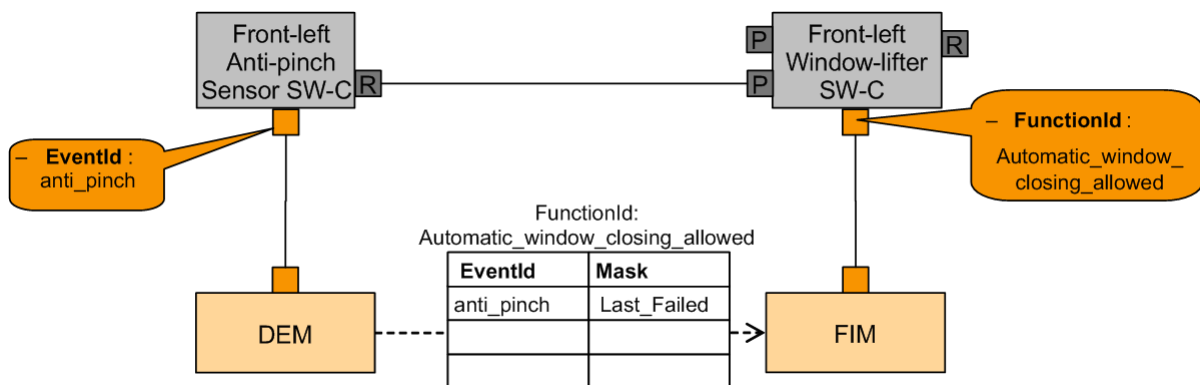 Front-left
Anti-pinch
Sensor SW-C
R
P
P
Front-left
Window-lifter
SW-C
R
– EventId :
anti_pinch
– FunctionId :
Automatic_window_
closing_allowed
FunctionId:
Automatic_window_closing_allowed
EventId Mask
anti_pinch Last_Failed
DEM
FIM